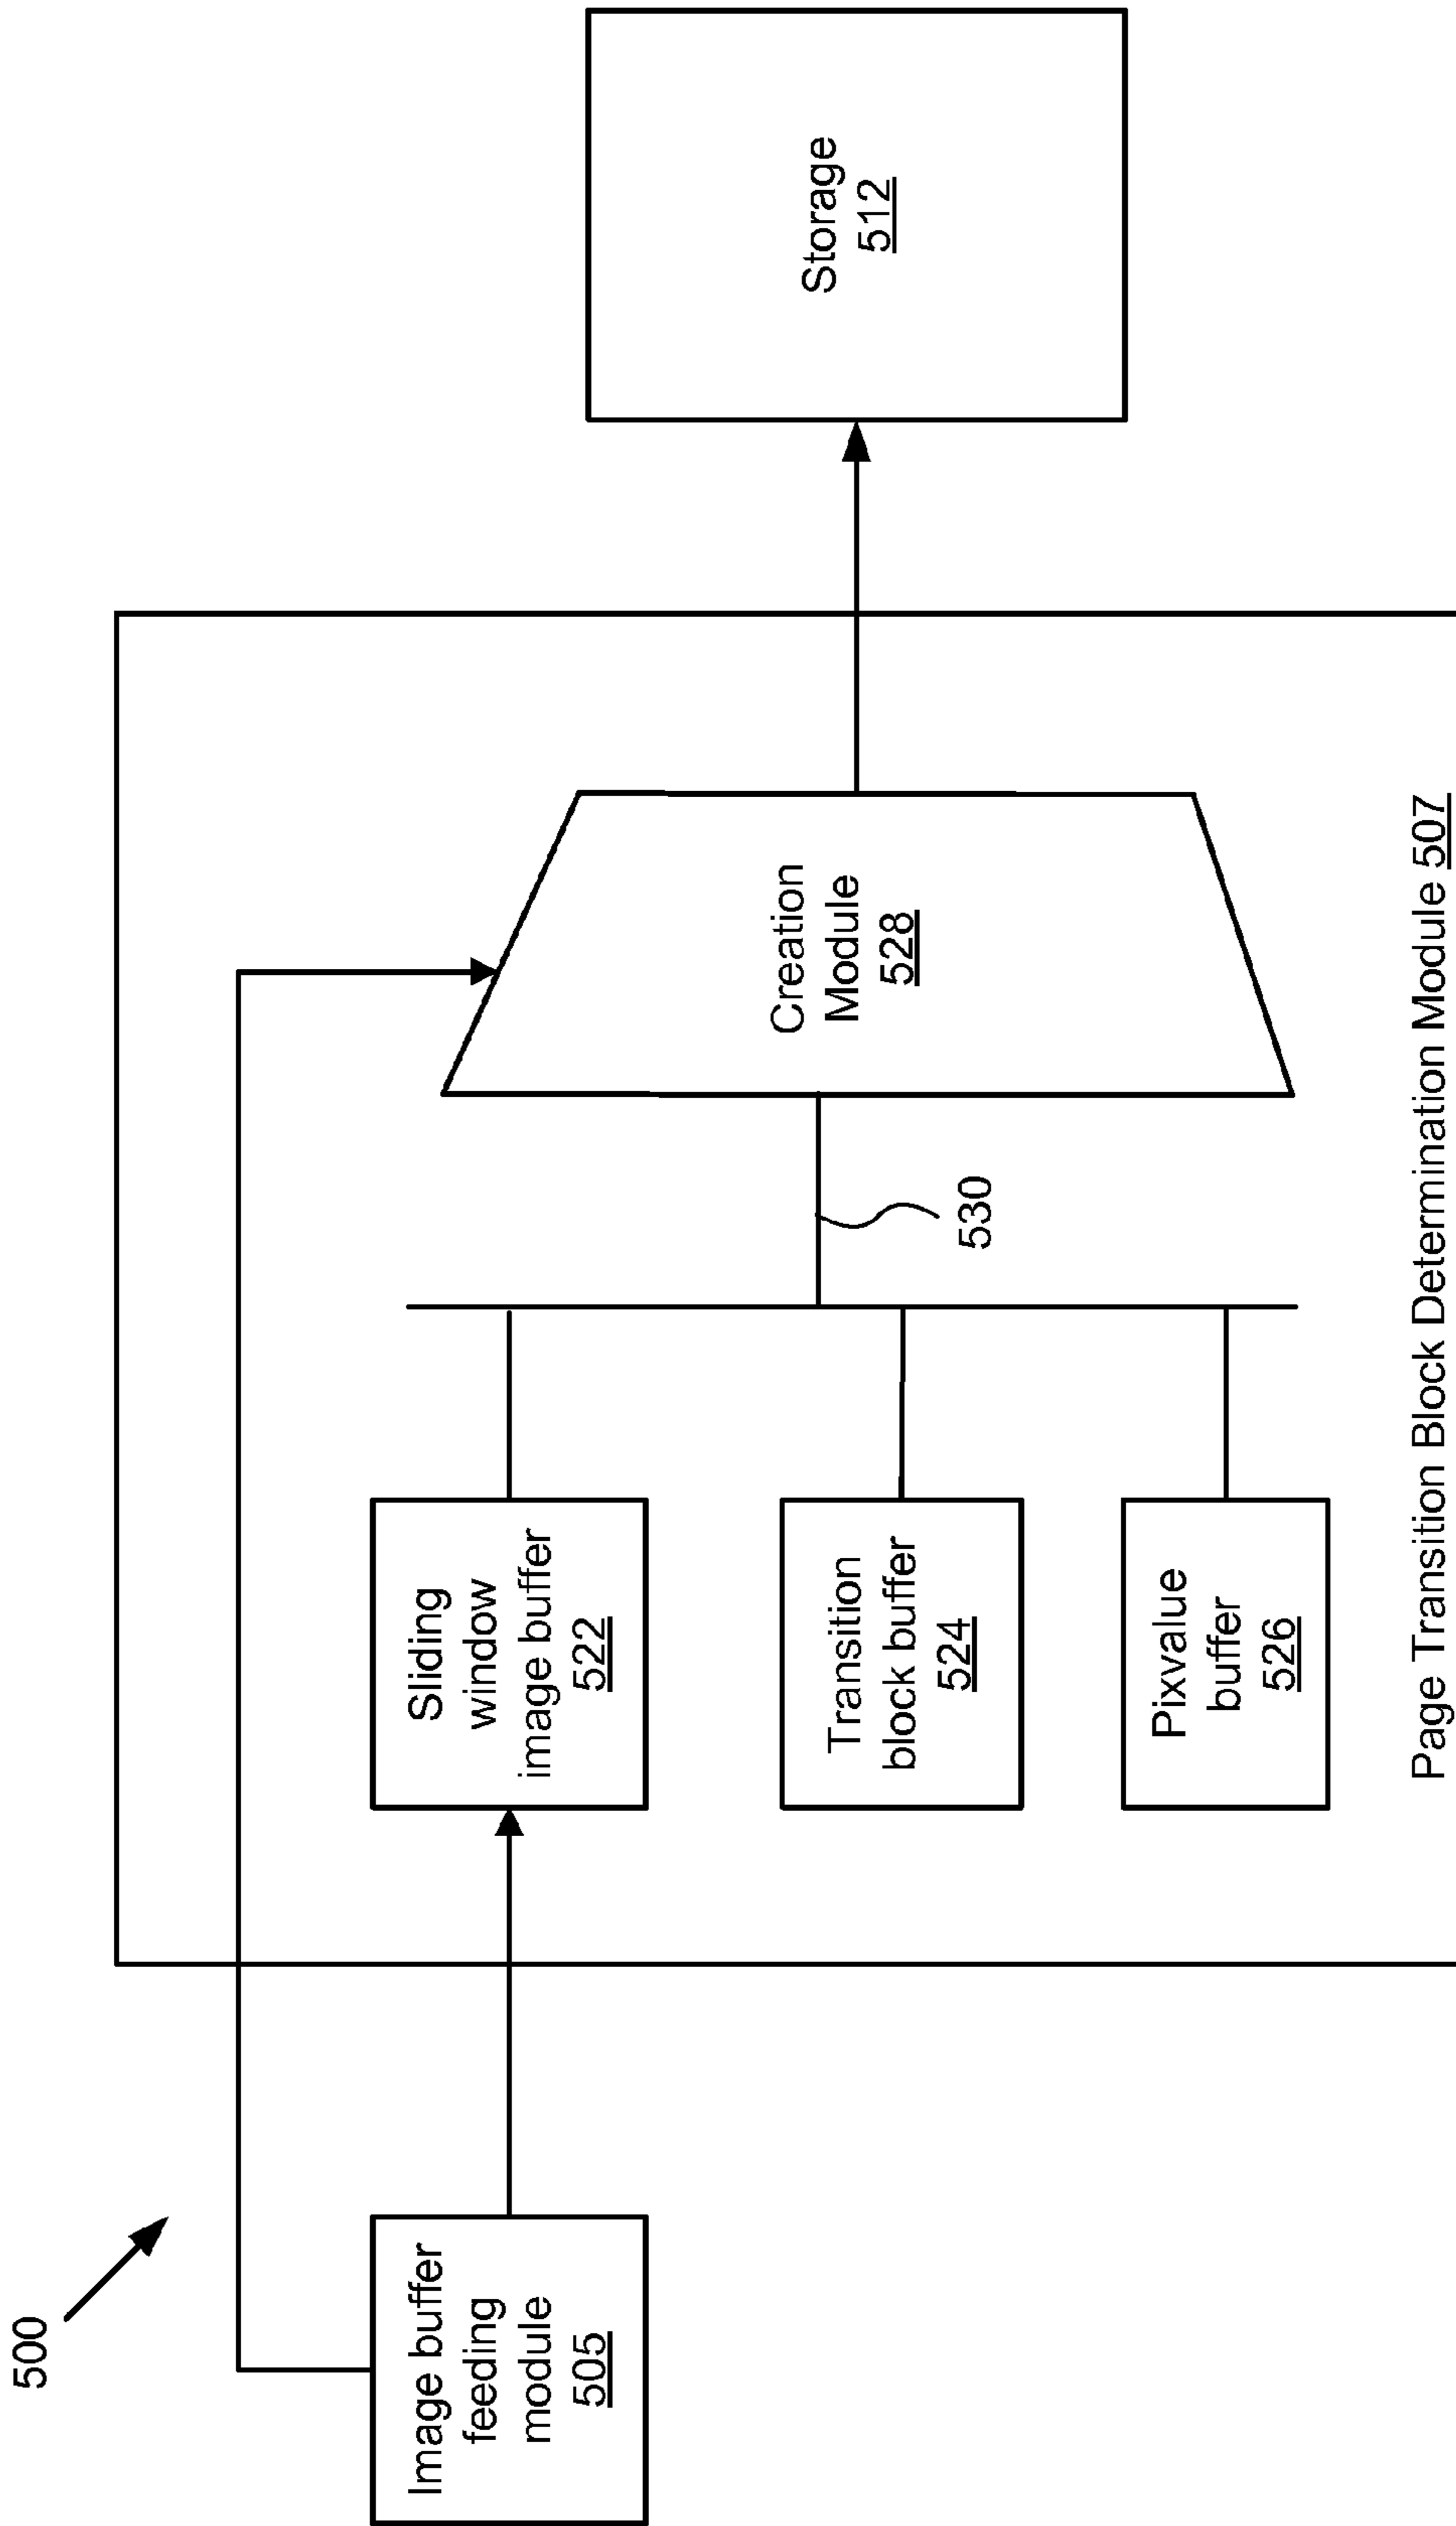 500
Image buffer
feeding
module
505
Sliding
window
image buffer
522
Transition
block buffer
524
Pixvalue
buffer
526
530
Creation
Module
528
Storage
512
Page Transition Block Determination Module 507